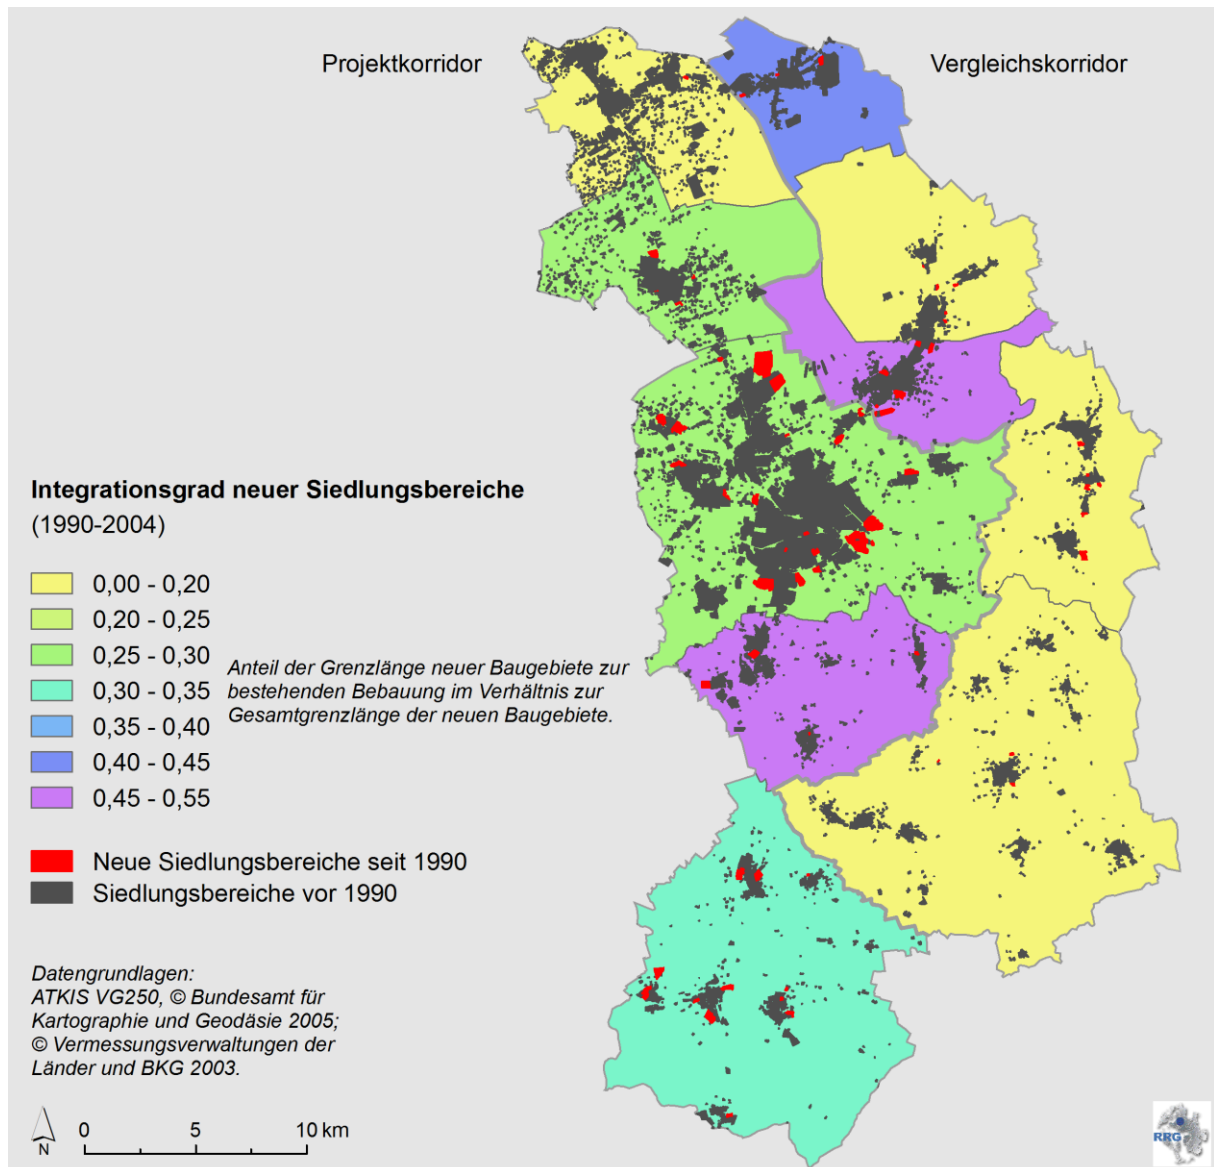 Projektkorridor
Vergleichskorridor
Integrationsgrad neuer Siedlungsbereiche
(1990-2004)
0,00 - 0,20
0,20 - 0,25
0,25 - 0,30
0,30 - 0,35
0,35 - 0,40
0,40 - 0,45
0,45 - 0,55
Anteil der Grenzlänge neuer Baugebiete zur
bestehenden Bebauung im Verhältnis zur
Gesamtgrenzlänge der neuen Baugebiete.
Neue Siedlungsbereiche seit 1990
Siedlungsbereiche vor 1990
Datengrundlagen:
ATKIS VG250, © Bundesamt für
Kartographie und Geodäsie 2005;
© Vermessungsverwaltungen der
Länder und BKG 2003.
N
0 5 10 km
RRG